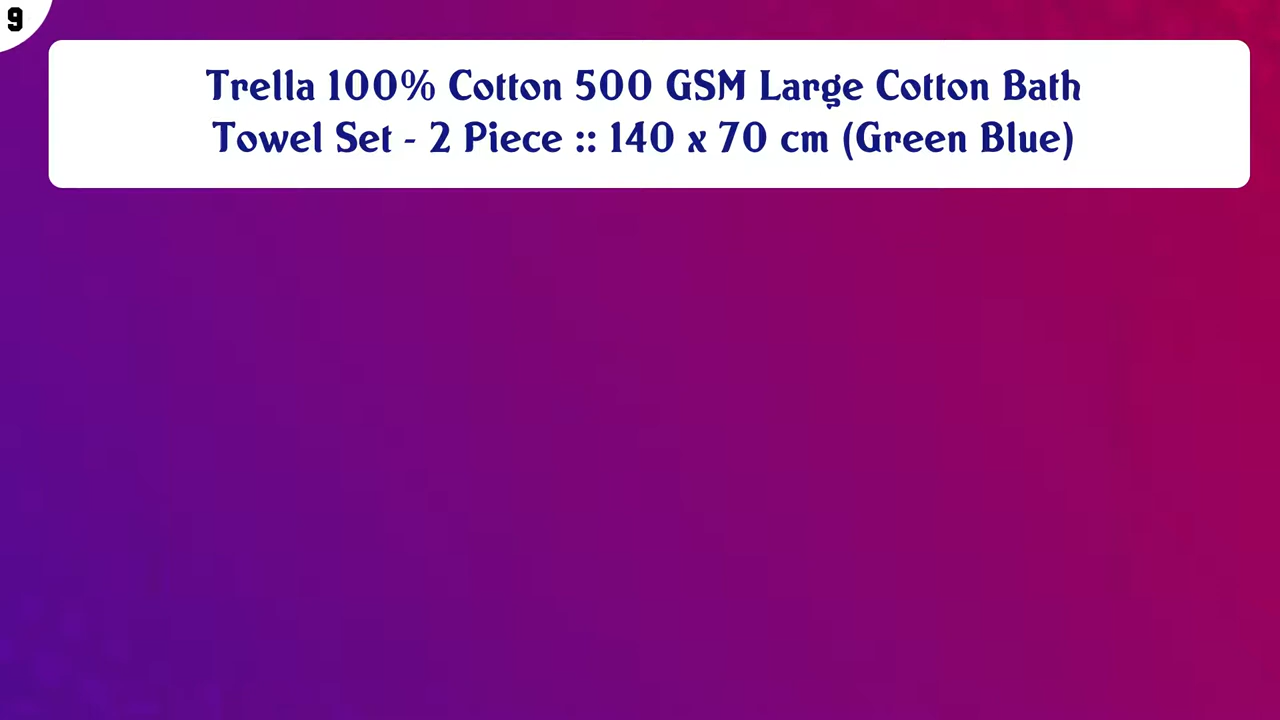 9
Trella 100% Cotton 500 GSM Large Cotton Bath
Towel Set - 2 Piece :: 140 x 70 cm (Green Blue)